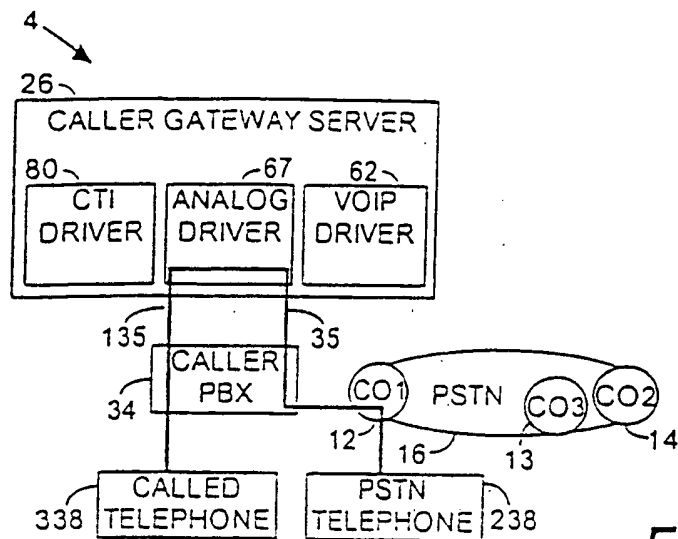 4
26
CALLER GATEWAY SERVER
80 67 62
CTI DRIVER
ANALOG DRIVER
VOIP DRIVER
135 35
CALLER PBX
34
CO1 PSTN CO3 CO2
12 16 13 14
338 CALLED TELEPHONE
PSTN TELEPHONE 238